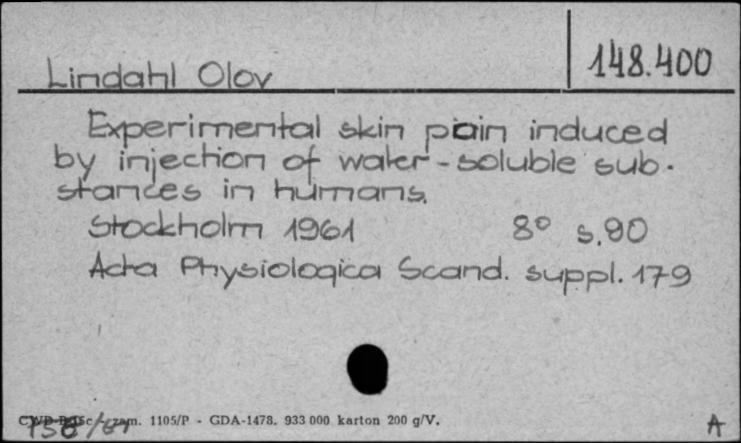 148.400
Lindahl Olov
Experimental skin pain induced
by injection of water-soluble sub-
stances in humans.
Stockholm 1961 8° s.90
Acta Physiologica Scand. suppl. 179
zam. 1105/P - GDA-1478. 933 000 karton 200 g/V.
A